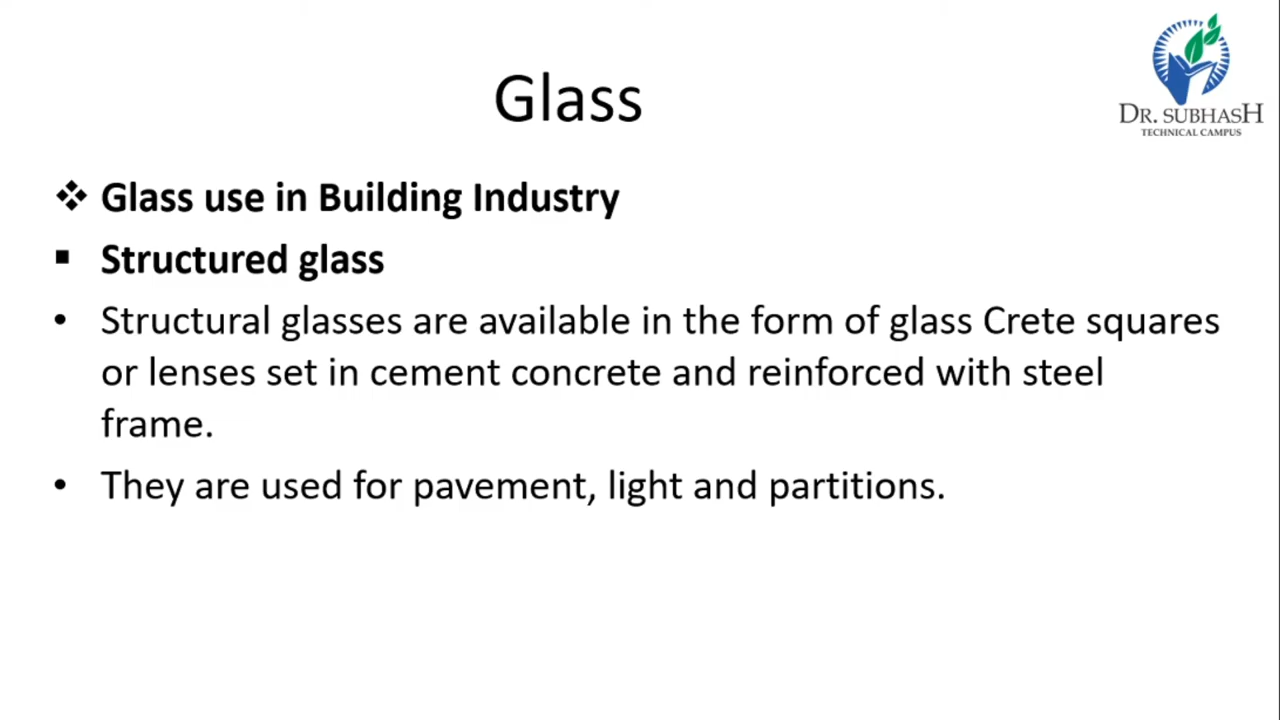 Glass
DR. SUBHASH
TECHNICAL CAMPUS
❖ Glass use in Building Industry
▪ Structured glass
• Structural glasses are available in the form of glass Crete squares
or lenses set in cement concrete and reinforced with steel
frame.
• They are used for pavement, light and partitions.